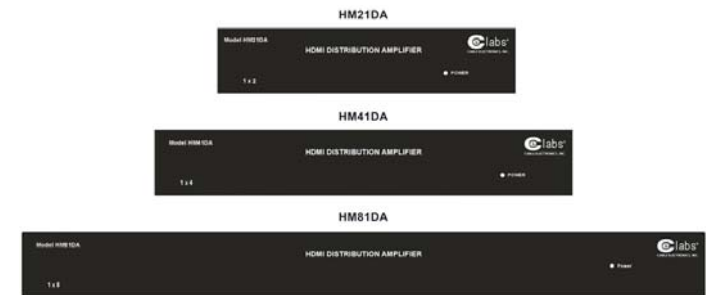 HM21DA
Model HM21DA
labs
HDMI DISTRIBUTION AMPLIFIER
POWER
1 x 2
HM41DA
Model HM41DA
labs
HDMI DISTRIBUTION AMPLIFIER
POWER
1 x 4
HM81DA
Model HM81DA
labs
HDMI DISTRIBUTION AMPLIFIER
Power
1 x 8